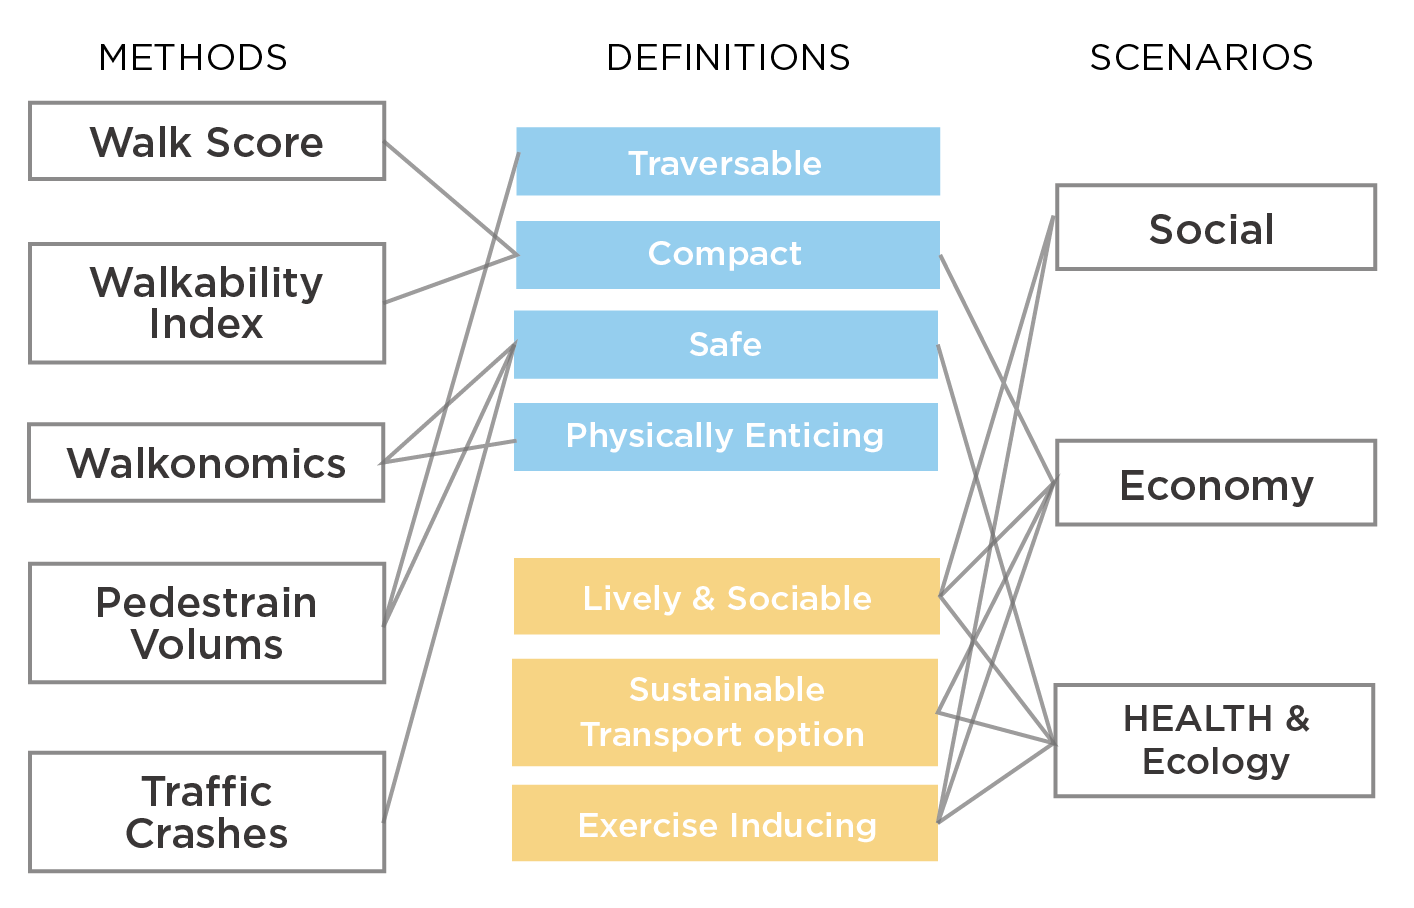 METHODS
DEFINITIONS
SCENARIOS
Walk Score
Walkability
Index
Walkonomics
Pedestrain
Volums
Traffic
Crashes
Traversable
Compact
Safe
Physically Enticing
Lively & Sociable
Sustainable
Transport option
Exercise Inducing
Social
Economy
HEALTH &
Ecology